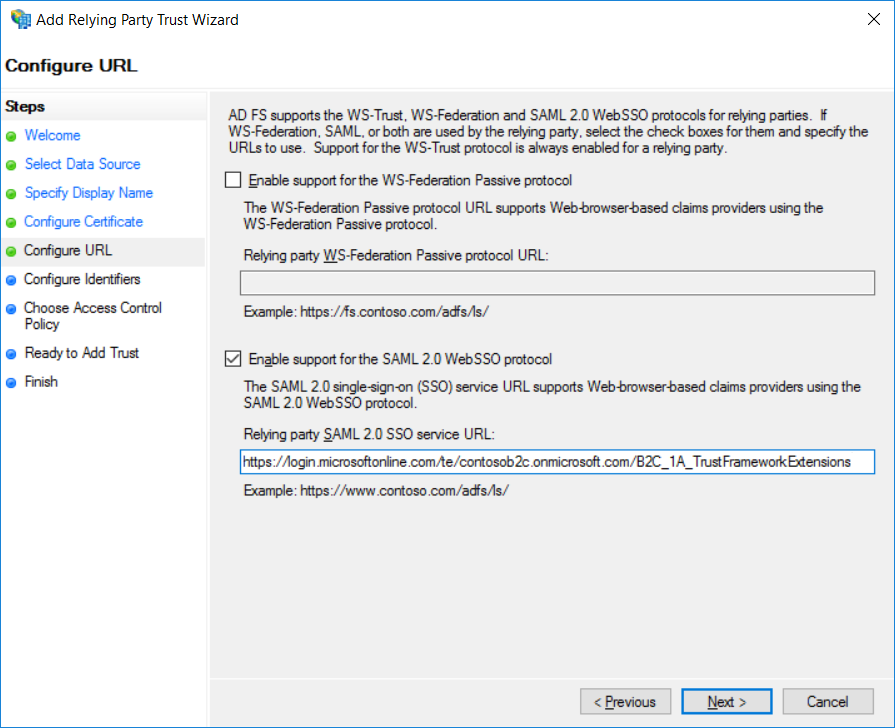 Add Relying Party Trust Wizard
Configure URL
Steps
Welcome
Select Data Source
Specify Display Name
Configure Certificate
Configure URL
Configure Identifiers
Choose Access Control
Policy
Ready to Add Trust
Finish
AD FS supports the WS-Trust, WS-Federation and SAML 2.0 WebSSO protocols for relying parties. If
WS-Federation, SAML, or both are used by the relying party, select the check boxes for them and specify the
URLs to use. Support for the WS-Trust protocol is always enabled for a relying party.
Enable support for the WS-Federation Passive protocol
The WS-Federation Passive protocol URL supports Web-browser-based claims providers using the
WS-Federation Passive protocol.
Relying party WS-Federation Passive protocol URL:
Example: https://fs.contoso.com/adfs/ls/
Enable support for the SAML 2.0 WebSSO protocol
The SAML 2.0 single-sign-on (SSO) service URL supports Web-browser-based claims providers using the
SAML 2.0 WebSSO protocol.
Relying party SAML 2.0 SSO service URL:
https://login.microsoftonline.com/te/contosob2c.onmicrosoft.com/B2C_1A_TrustFrameworkExtensions
Example: https://www.contoso.com/adfs/ls/
< Previous
Next >
Cancel